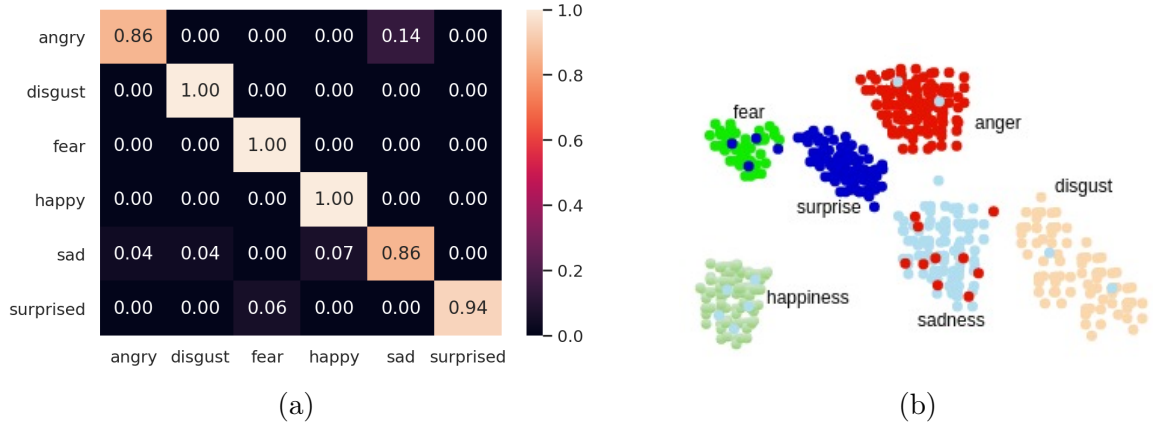 angry 0.86 0.00 0.00 0.00 0.14 0.00
disgust 0.00 1.00 0.00 0.00 0.00 0.00
fear 0.00 0.00 1.00 0.00 0.00 0.00
happy 0.00 0.00 0.00 1.00 0.00 0.00
sad 0.04 0.04 0.00 0.07 0.86 0.00
surprised 0.00 0.00 0.06 0.00 0.00 0.94
angry disgust fear happy sad surprised
1.0
0.8
0.6
0.4
0.2
0.0
(a)
fear
anger
surprise
disgust
happiness
sadness
(b)